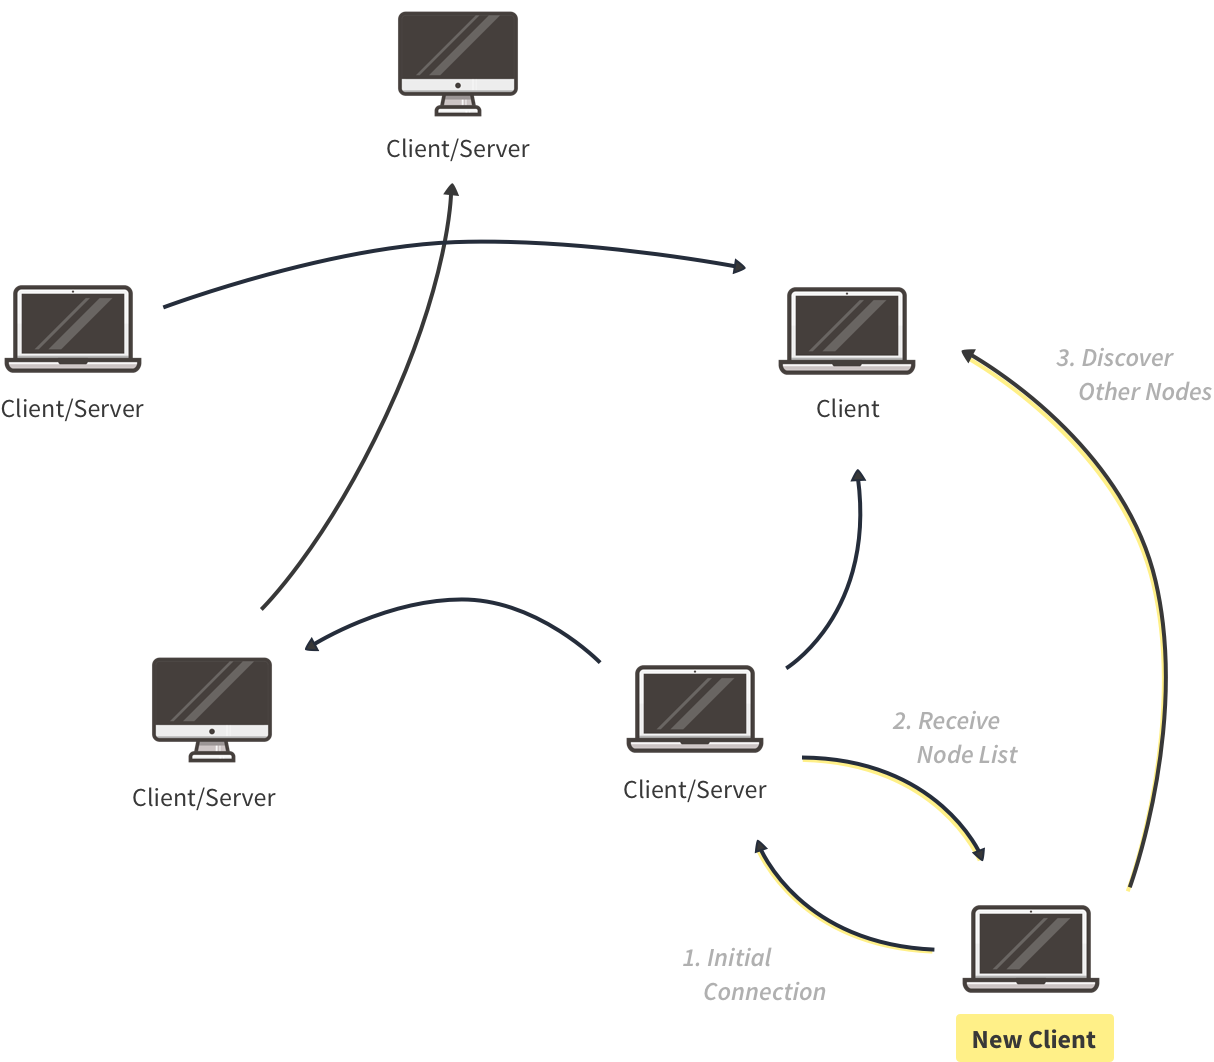 Client/Server
Client/Server
Client
3. Discover
Other Nodes
Client/Server
Client/Server
2. Receive
Node List
1. Initial
Connection
New Client